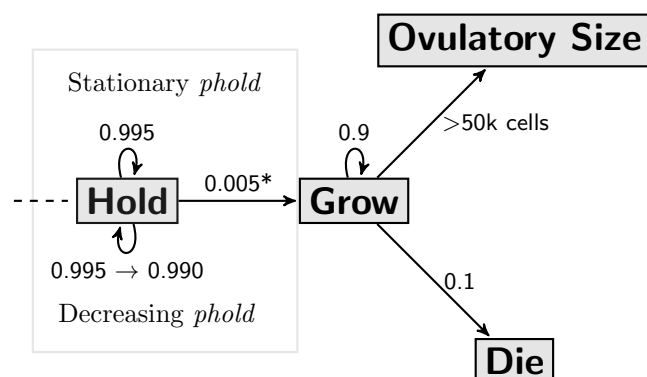 Ovulatory Size
Stationary phold
0.995
0.9
>50k cells
Hold
0.005*
Grow
0.995 → 0.990
Decreasing phold
0.1
Die